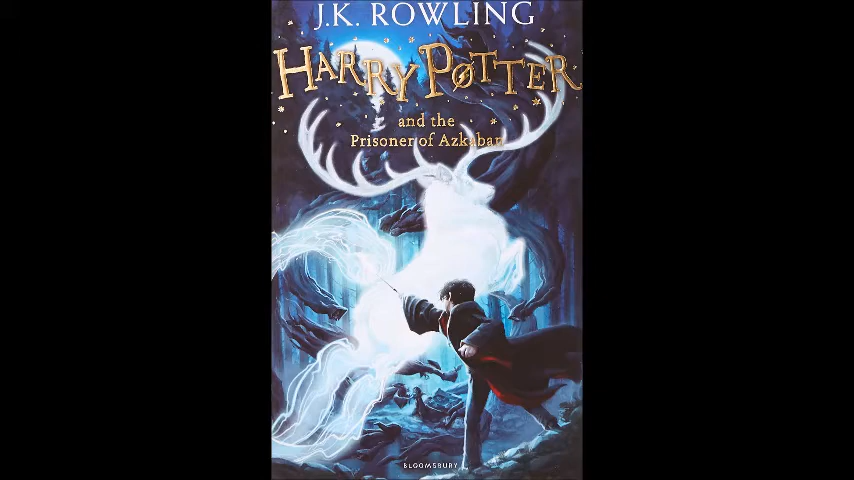 J.K. ROWLING
HARRY POTTER
and the
Prisoner of Azkaban
BLOOMSBURY